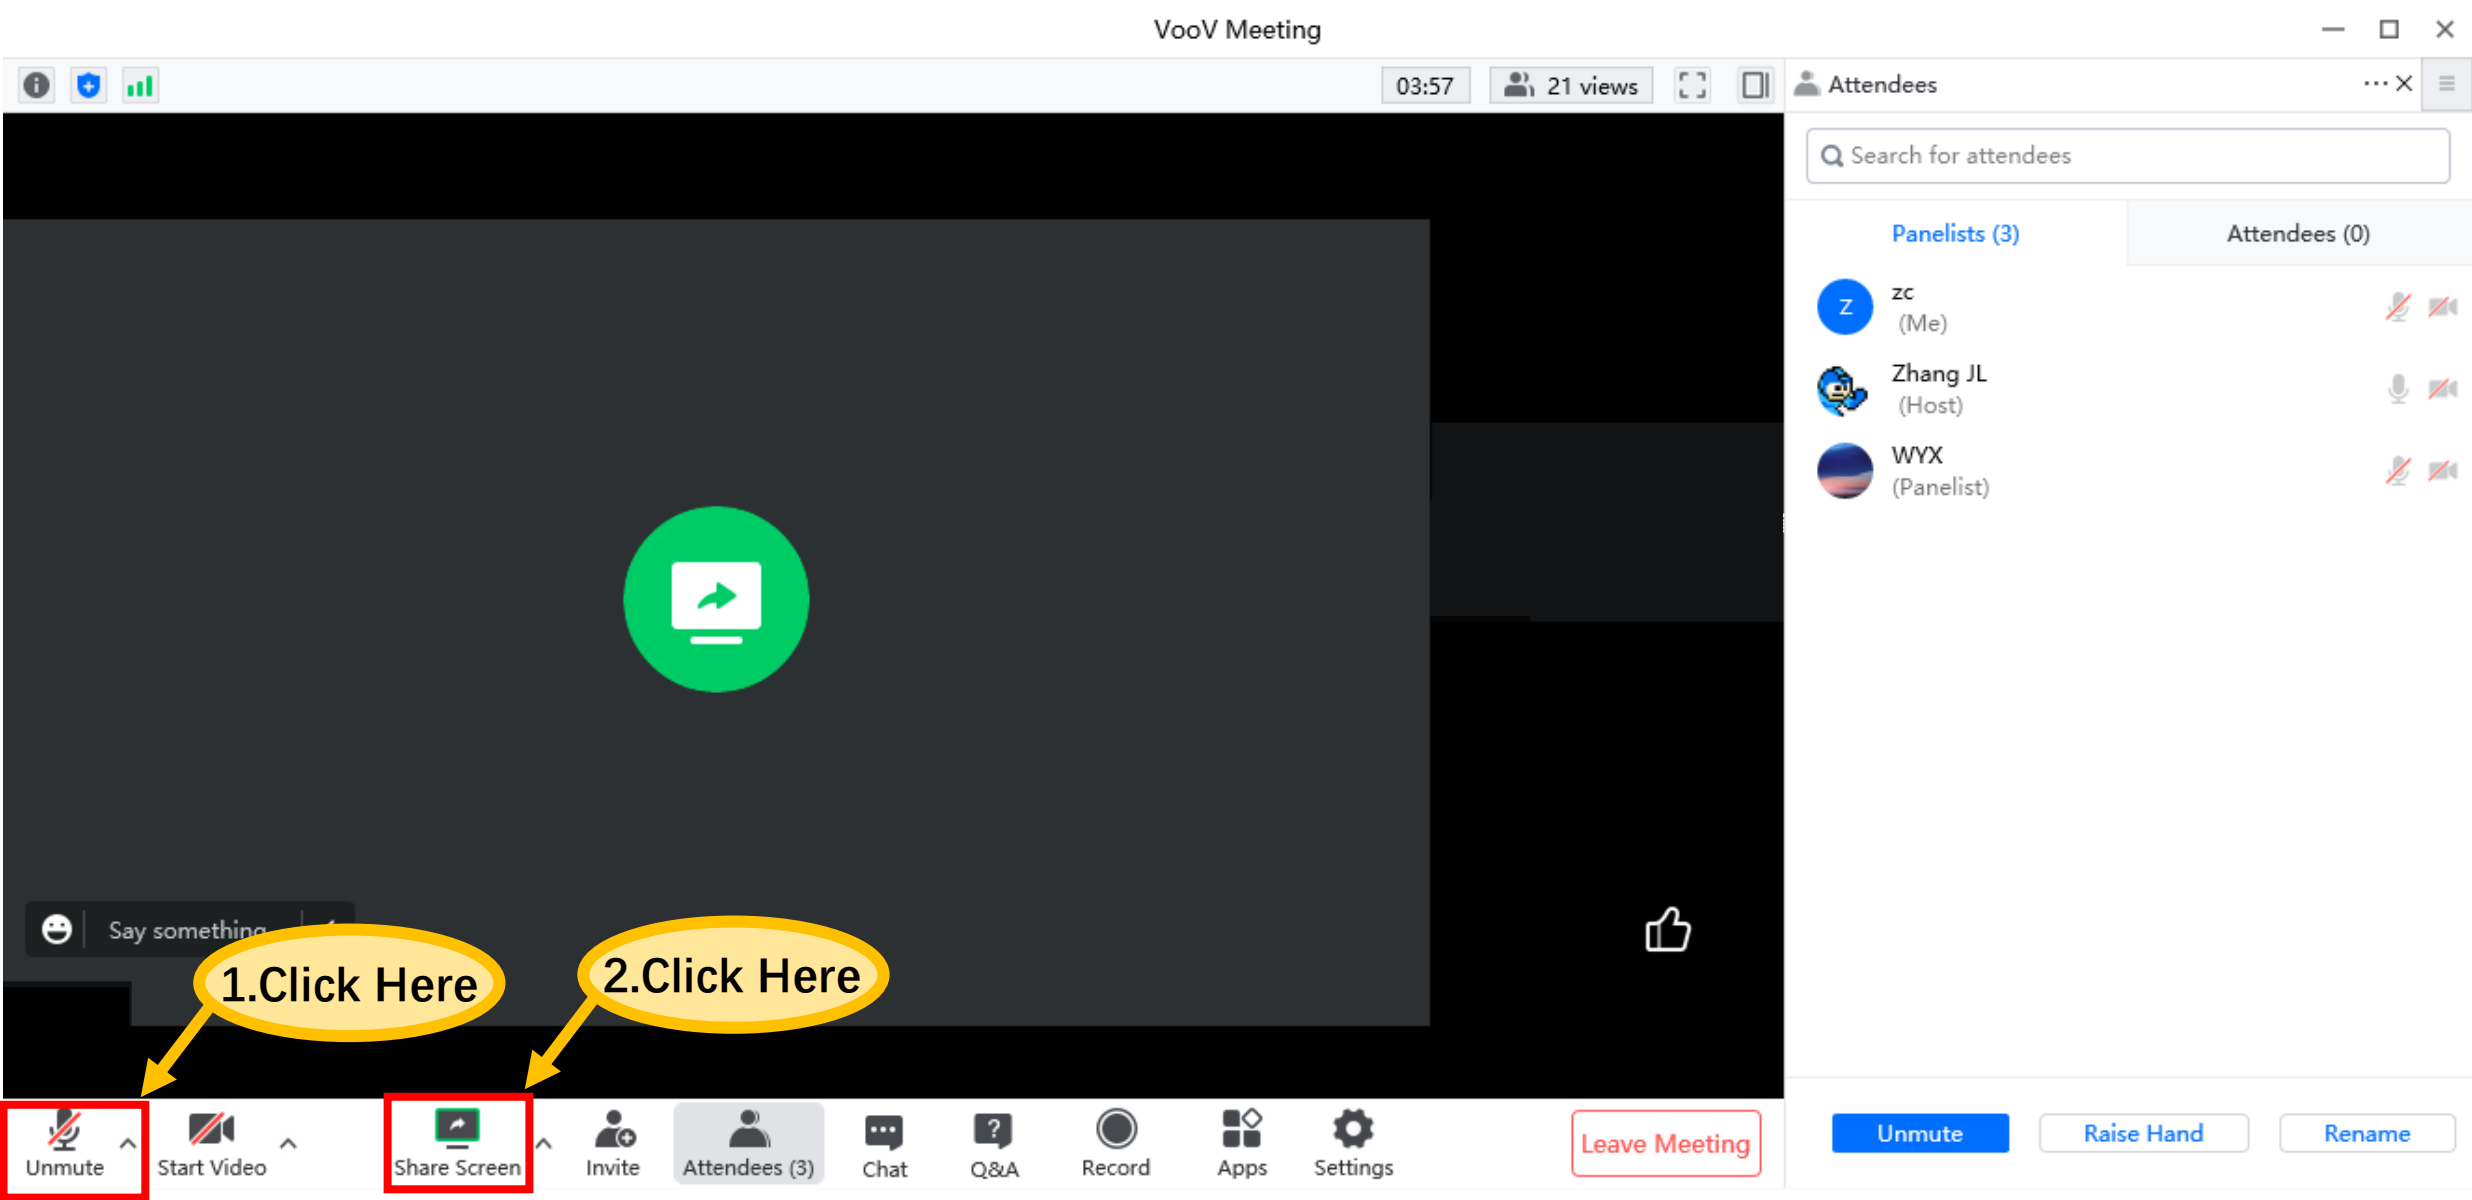 VooV Meeting
03:57
21 views
Attendees
Search for attendees
Panelists (3)
Attendees (0)
Z
zc
(Me)
Zhang JL
(Host)
WYX
(Panelist)
Say something
1.Click Here
2.Click Here
Unmute
Start Video
Share Screen
Invite
Attendees (3)
Chat
Q&A
Record
Apps
Settings
Leave Meeting
Unmute
Raise Hand
Rename